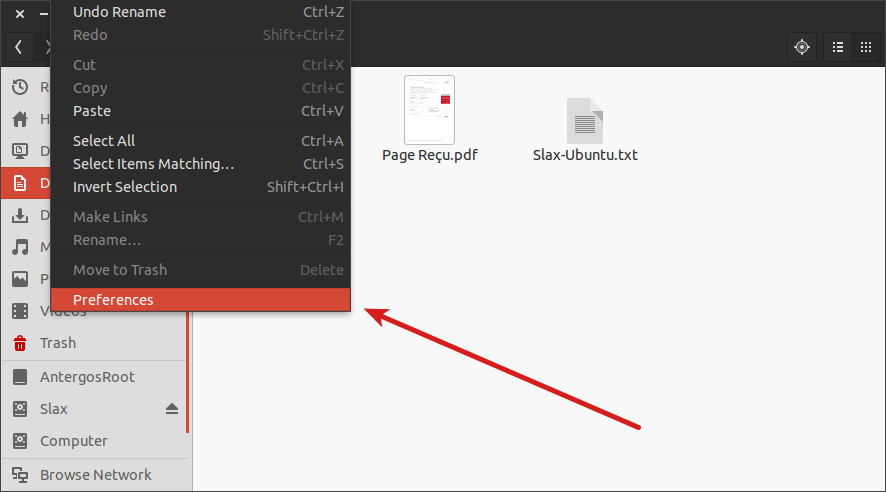 Undo Rename Ctrl+Z
Redo Shift+Ctrl+Z
Cut Ctrl+X
Copy Ctrl+C
Paste Ctrl+V
Select All Ctrl+A
Select Items Matching… Ctrl+S
Invert Selection Shift+Ctrl+I
Make Links Ctrl+M
Rename… F2
Move to Trash Delete
Preferences
R
H
D
D
D
M
P
Videos
Trash
AntergosRoot
Slax
Computer
Browse Network
Page Reçu.pdf
Slax-Ubuntu.txt